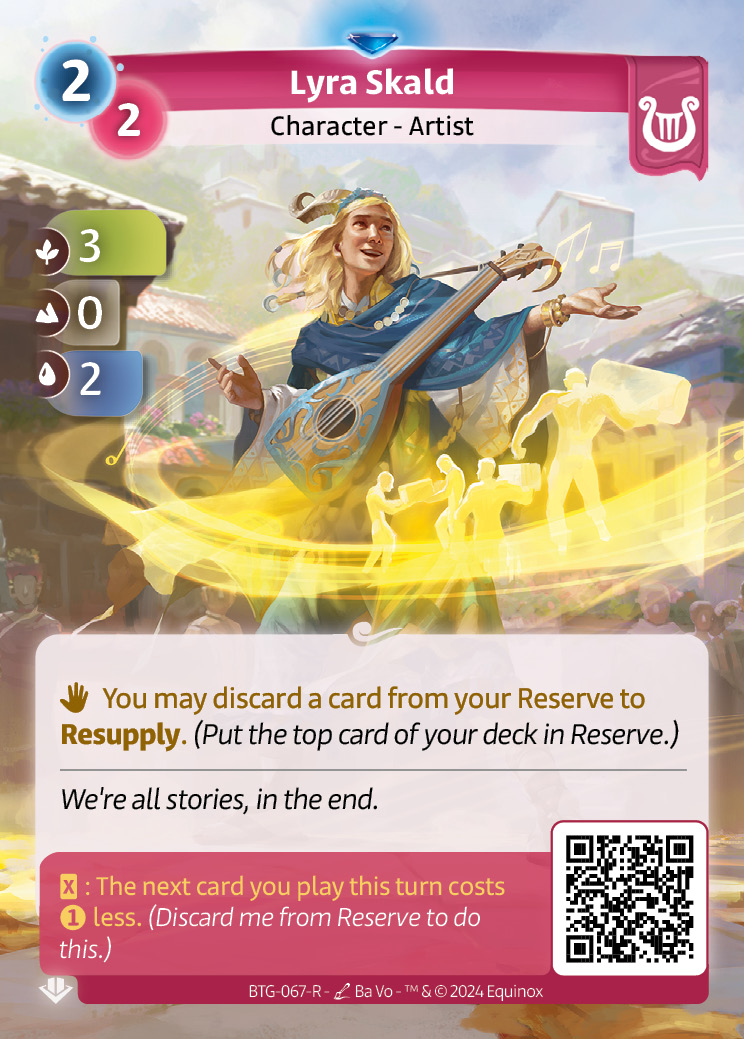 2
Lyra Skald
2
Character - Artist
3
0
2
You may discard a card from your Reserve to
Resupply. (Put the top card of your deck in Reserve.)
We're all stories, in the end.
X : The next card you play this turn costs
1 less. (Discard me from Reserve to do
this.)
BTG-067-R - Ba Vo - ™ & © 2024 Equinox